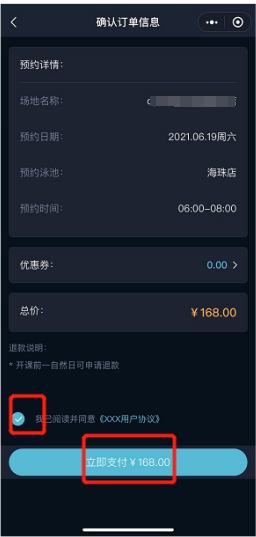 确认订单信息
预约详情:
场地名称:
预约日期: 2021.06.19周六
预约泳池: 海珠店
预约时间: 06:00-08:00
优惠券: 0.00 >
总价: ¥168.00
退款说明:
* 开课前一自然日可申请退款
我已阅读并同意《XXX用户协议》
立即支付¥168.00